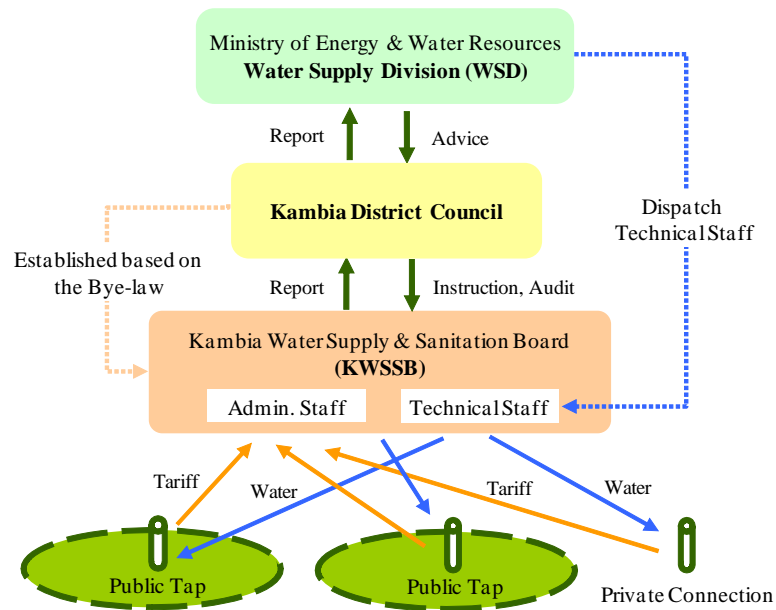 Ministry of Energy & Water Resources
Water Supply Division (WSD)
Report
Advice
Kambia District Council
Dispatch
Technical Staff
Established based on
the Bye-law
Report
Instruction, Audit
Kambia Water Supply & Sanitation Board
(KWSSB)
Admin. Staff
Technical Staff
Tariff
Water
Tariff
Water
Public Tap
Public Tap
Private Connection